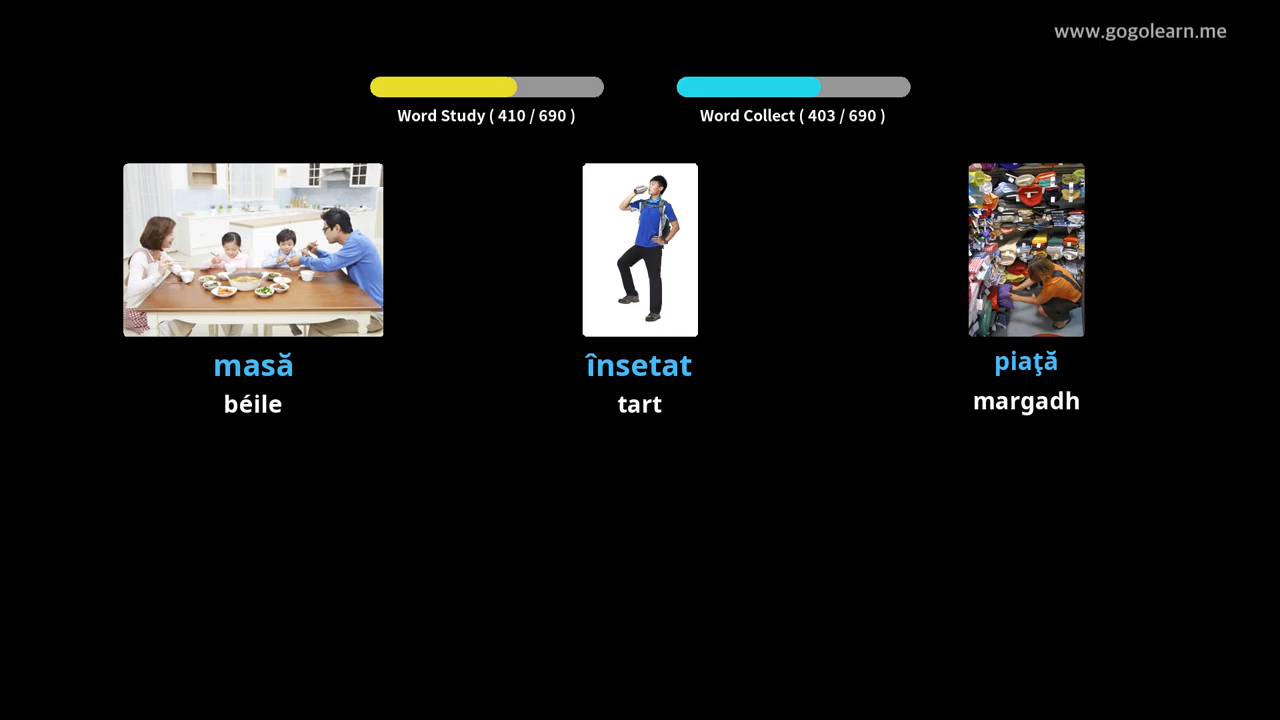 www.gogolearn.me
Word Study ( 410 / 690 )
Word Collect ( 403 / 690 )
masă
însetat
piaţă
béile
tart
margadh